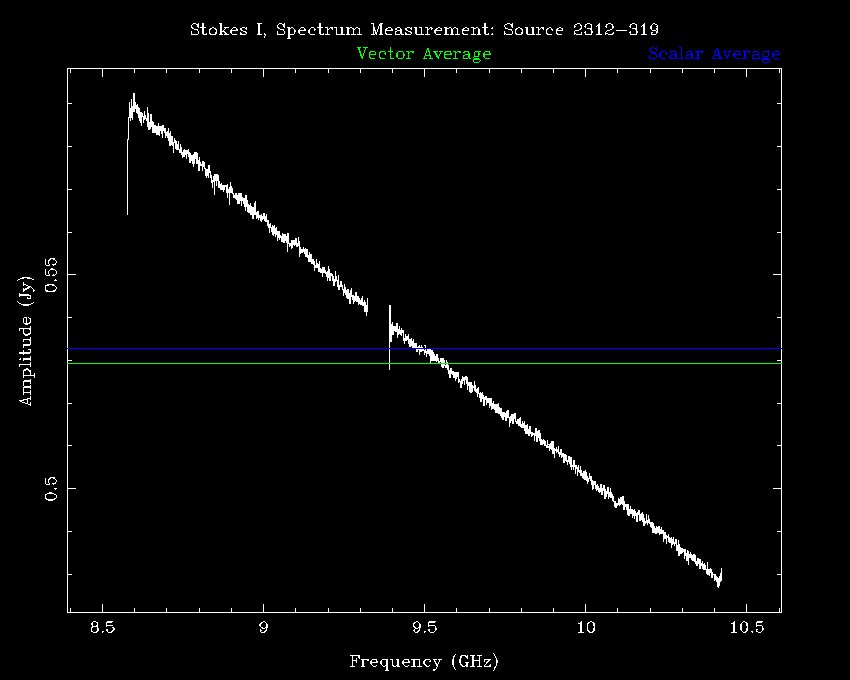 Stokes I, Spectrum Measurement: Source 2312-319
Vector Average
Scalar Average
Amplitude (Jy)
0.55
0.5
8.5 9 9.5 10 10.5
Frequency (GHz)